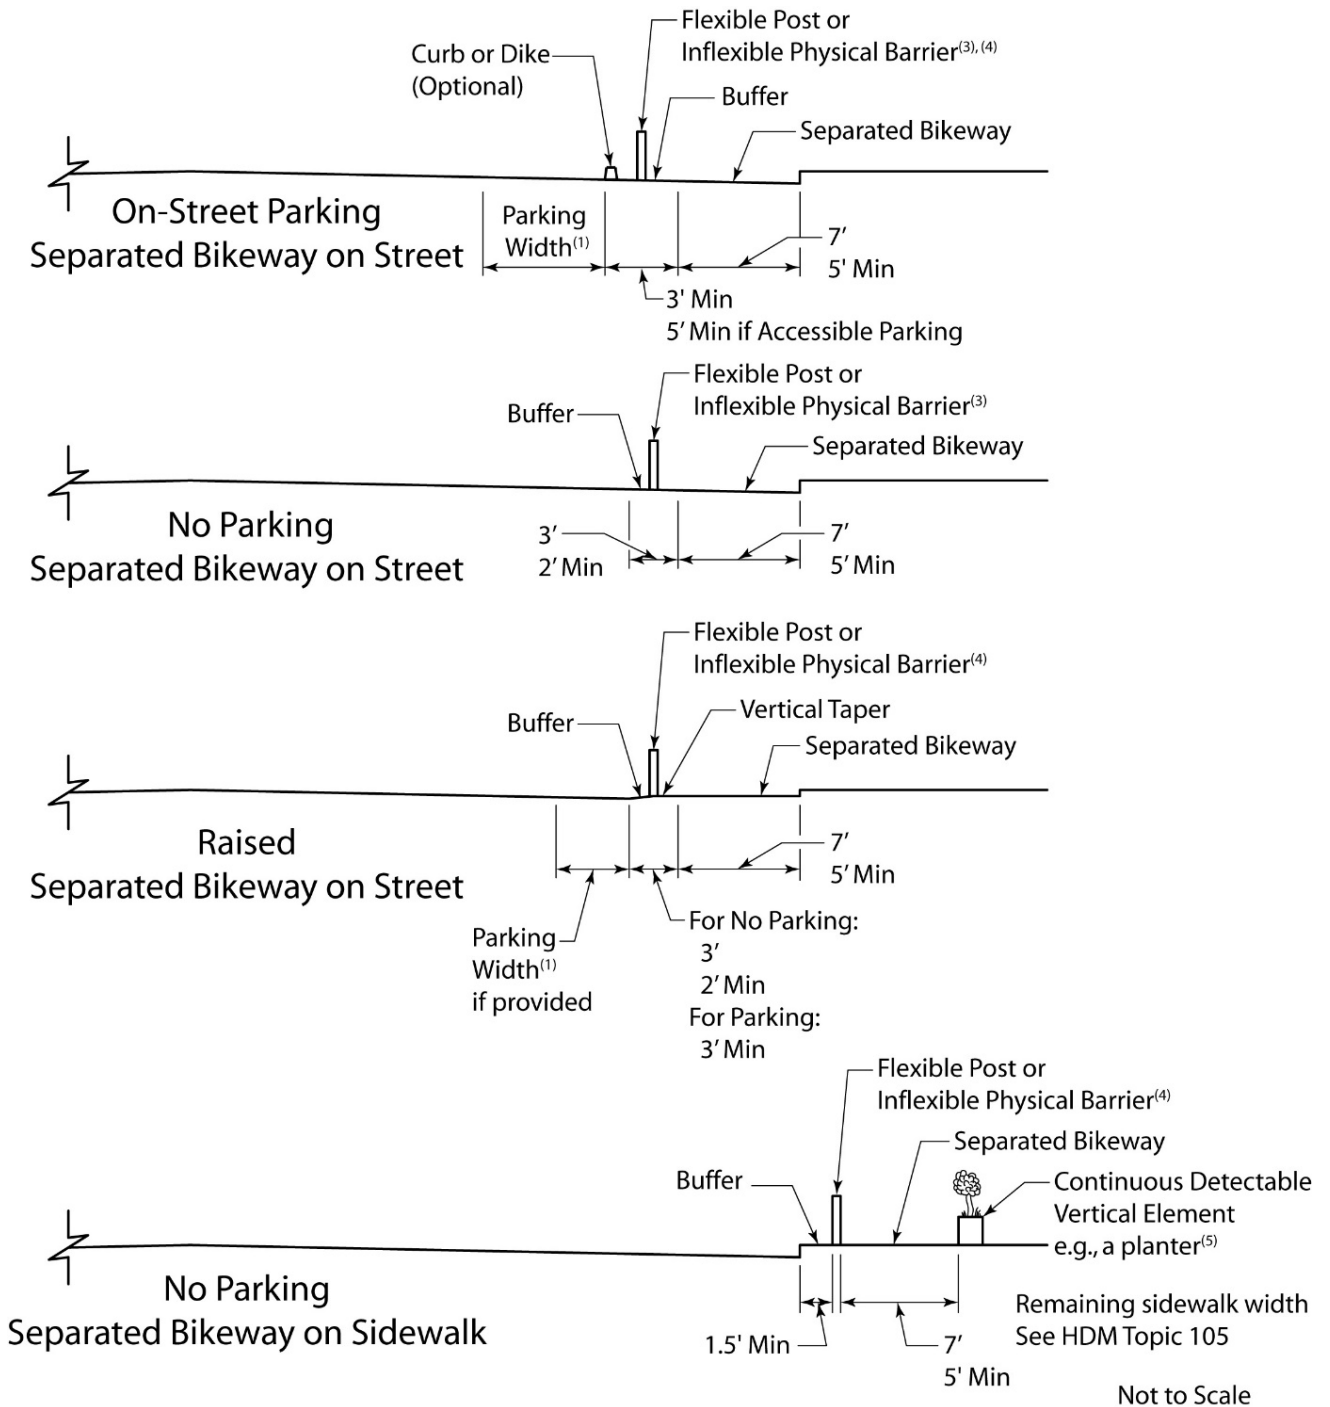 Flexible Post or
Inflexible Physical Barrier(3), (4)
Curb or Dike
(Optional)
Buffer
Separated Bikeway
On-Street Parking
Separated Bikeway on Street
Parking
Width(1)
7′
5' Min
3' Min
5′ Min if Accessible Parking
Flexible Post or
Inflexible Physical Barrier(3)
Buffer
Separated Bikeway
No Parking
Separated Bikeway on Street
3′
2′ Min
7′
5′ Min
Flexible Post or
Inflexible Physical Barrier(4)
Buffer
Vertical Taper
Separated Bikeway
Raised
Separated Bikeway on Street
7′
5′ Min
Parking
Width(1)
if provided
For No Parking:
3′
2′ Min
For Parking:
3′ Min
Flexible Post or
Inflexible Physical Barrier(4)
Separated Bikeway
Buffer
Continuous Detectable
Vertical Element
e.g., a planter(5)
No Parking
Separated Bikeway on Sidewalk
1.5' Min
7′
5' Min
Remaining sidewalk width
See HDM Topic 105
Not to Scale